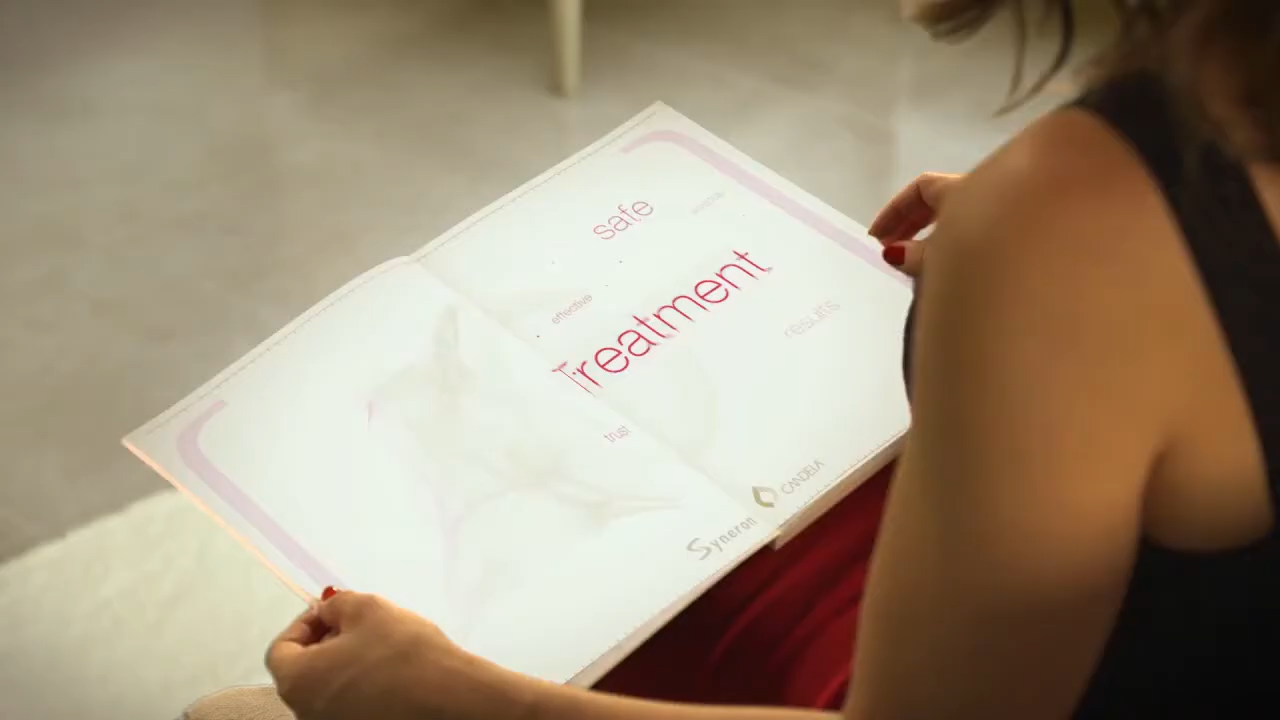 safe
effective
Treatment
results
trust
Syneron
CANDELA